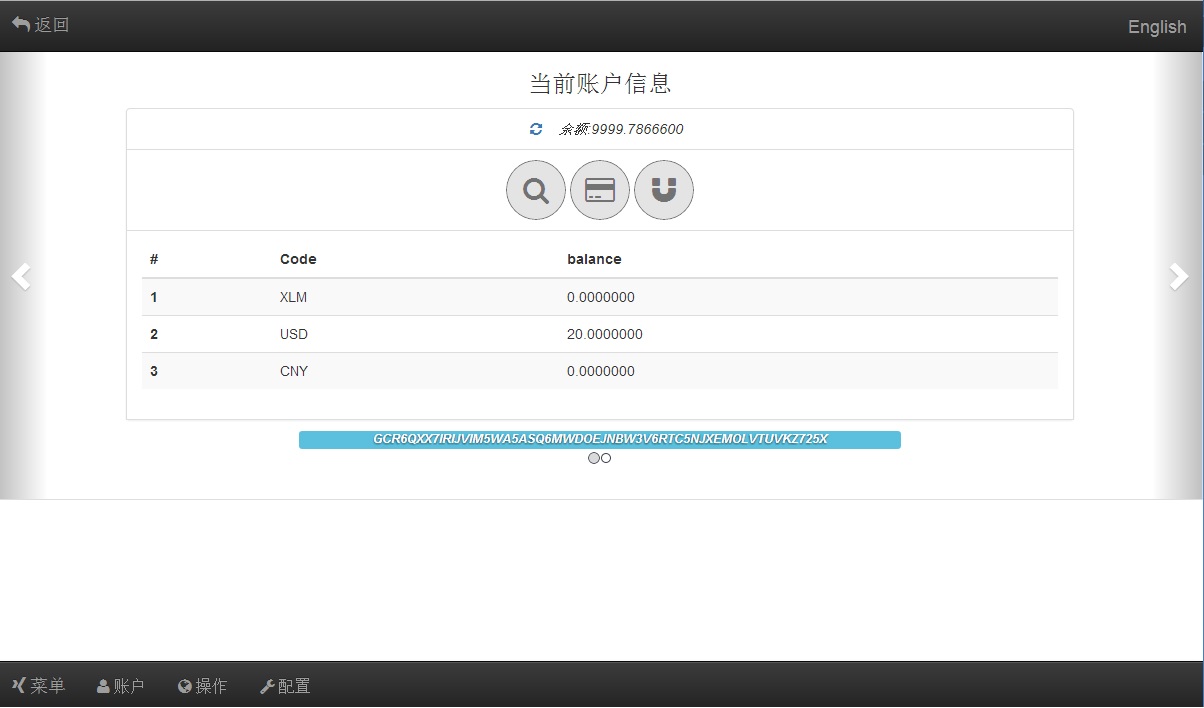 返回
English
当前账户信息
余额:9999.7866600
# Code balance
1 XLM 0.0000000
2 USD 20.0000000
3 CNY 0.0000000
GCR6QXX7IRIJVIM5WA5ASQ6MWDOEJNBW3V6RTC5NJXEMOLVTUVKZ725X
菜单 账户 操作 配置